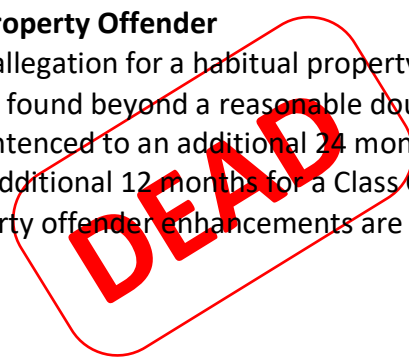 roperty Offender
allegation for a habitual property
found beyond a reasonable dou
ntenced to an additional 24 mon
dditional 12 months for a Class
rty offender enhancements are
DEAD